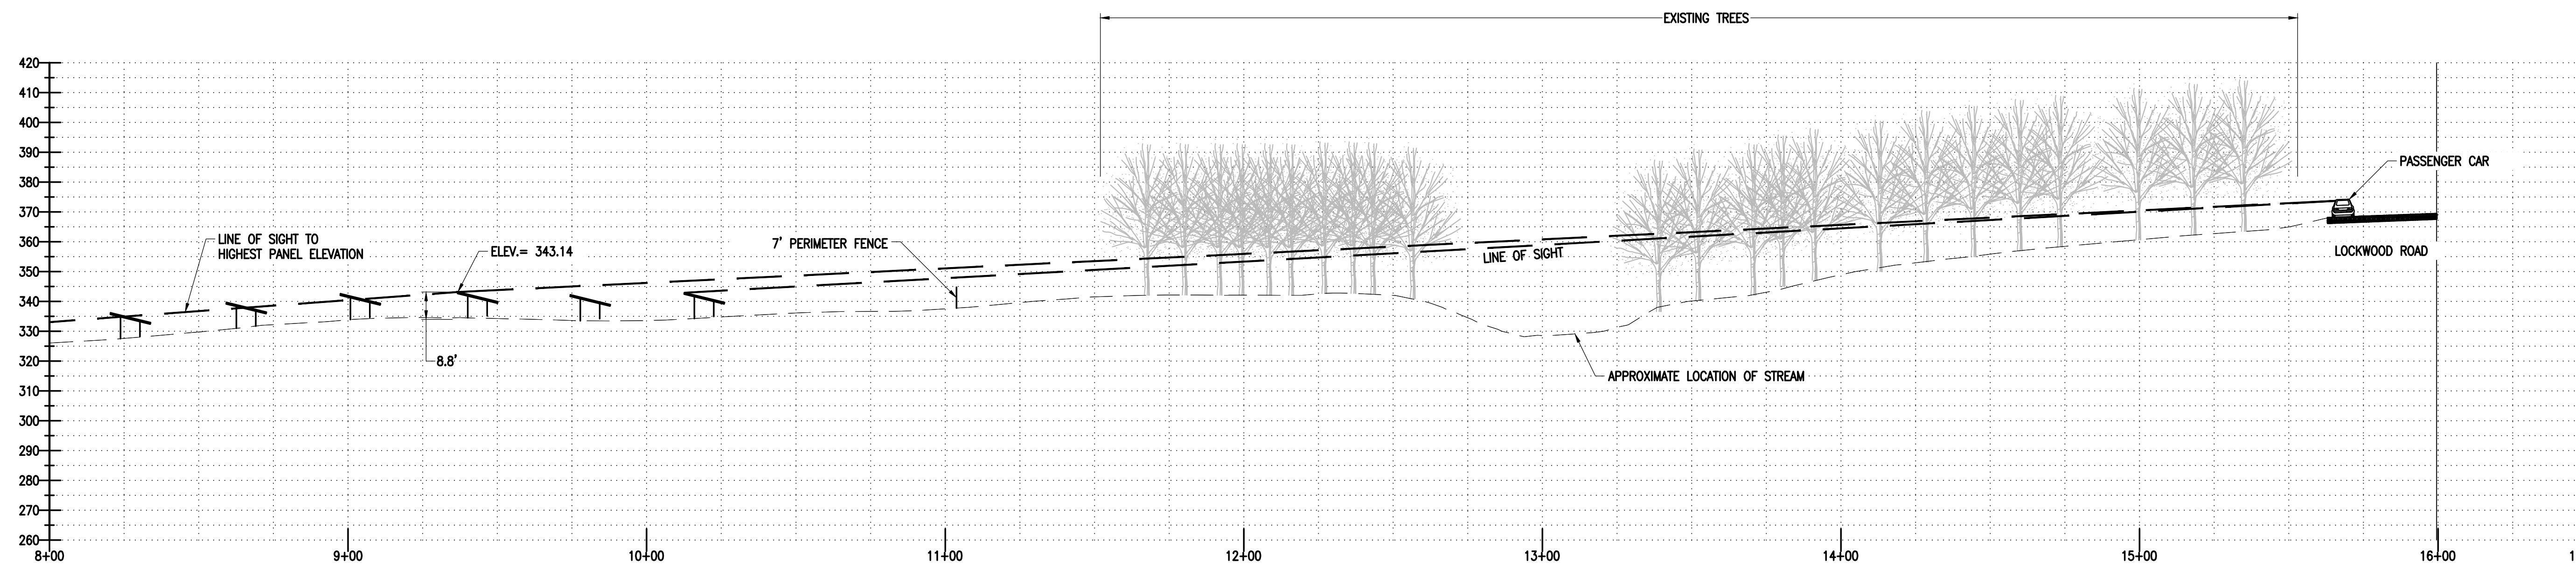 EXISTING TREES
420
410
400
390
380
370
360
350
340
330
320
310
300
290
280
270
260
PASSENGER CAR
LINE OF SIGHT TO
HIGHEST PANEL ELEVATION
ELEV.= 343.14
7' PERIMETER FENCE
LINE OF SIGHT
LOCKWOOD ROAD
8.8'
APPROXIMATE LOCATION OF STREAM
8+00 9+00 10+00 11+00 12+00 13+00 14+00 15+00 16+00 1